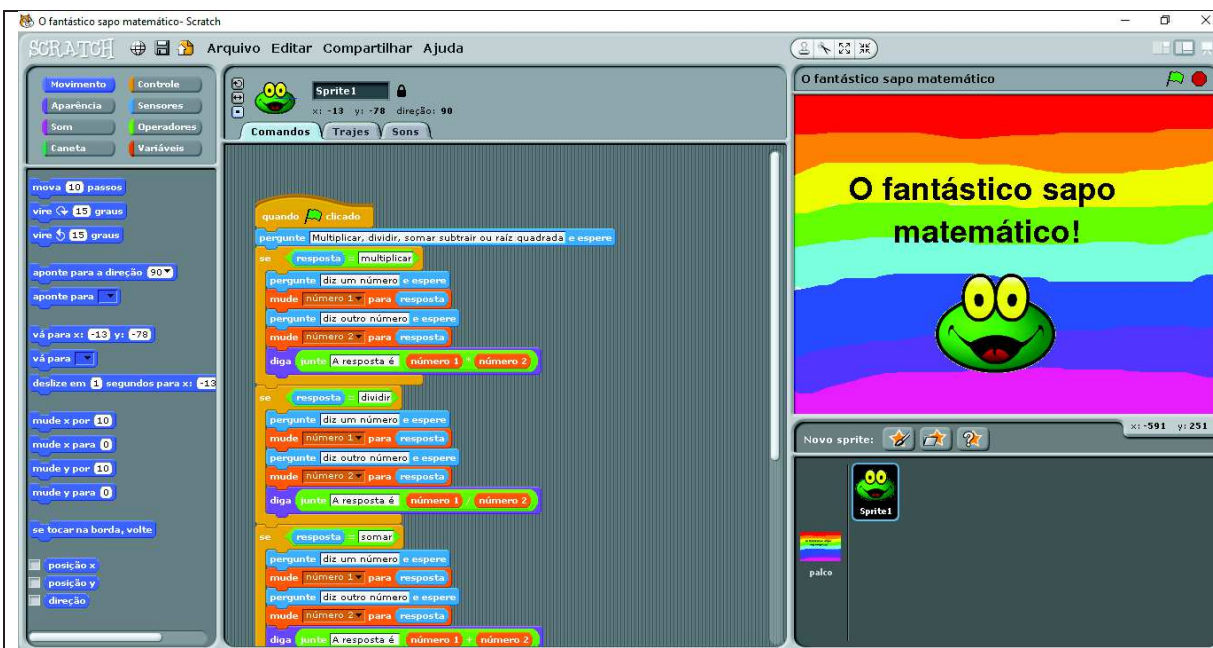 O fantástico sapo matemático- Scratch
SCRATCH Arquivo Editar Compartilhar Ajuda
Movimento Controle
Aparência Sensores
Som Operadores
Caneta Variáveis
mova 10 passos
vire 15 graus
vire 15 graus
aponte para a direção 90
aponte para
vá para x: -13 y: -78
vá para
deslize em 1 segundos para x: -13
mude x por 10
mude x para 0
mude y por 10
mude y para 0
se tocar na borda, volte
posição x
posição y
direção
Sprite1
x: -13 y: -78 direção: 90
Comandos Trajes Sons
quando clicado
pergunte Multiplicar, dividir, somar subtrair ou raíz quadrada e espere
se resposta = multiplicar
pergunte diz um número e espere
mude número 1 para resposta
pergunte diz outro número e espere
mude número 2 para resposta
diga junte A resposta é número 1 * número 2
se resposta = dividir
pergunte diz um número e espere
mude número 1 para resposta
pergunte diz outro número e espere
mude número 2 para resposta
diga junte A resposta é número 1 / número 2
se resposta = somar
pergunte diz um número e espere
mude número 1 para resposta
pergunte diz outro número e espere
mude número 2 para resposta
diga junte A resposta é número 1 + número 2
O fantástico sapo matemático
O fantástico sapo
matemático!
x: -591 y: 251
Novo sprite:
Sprite1
palco